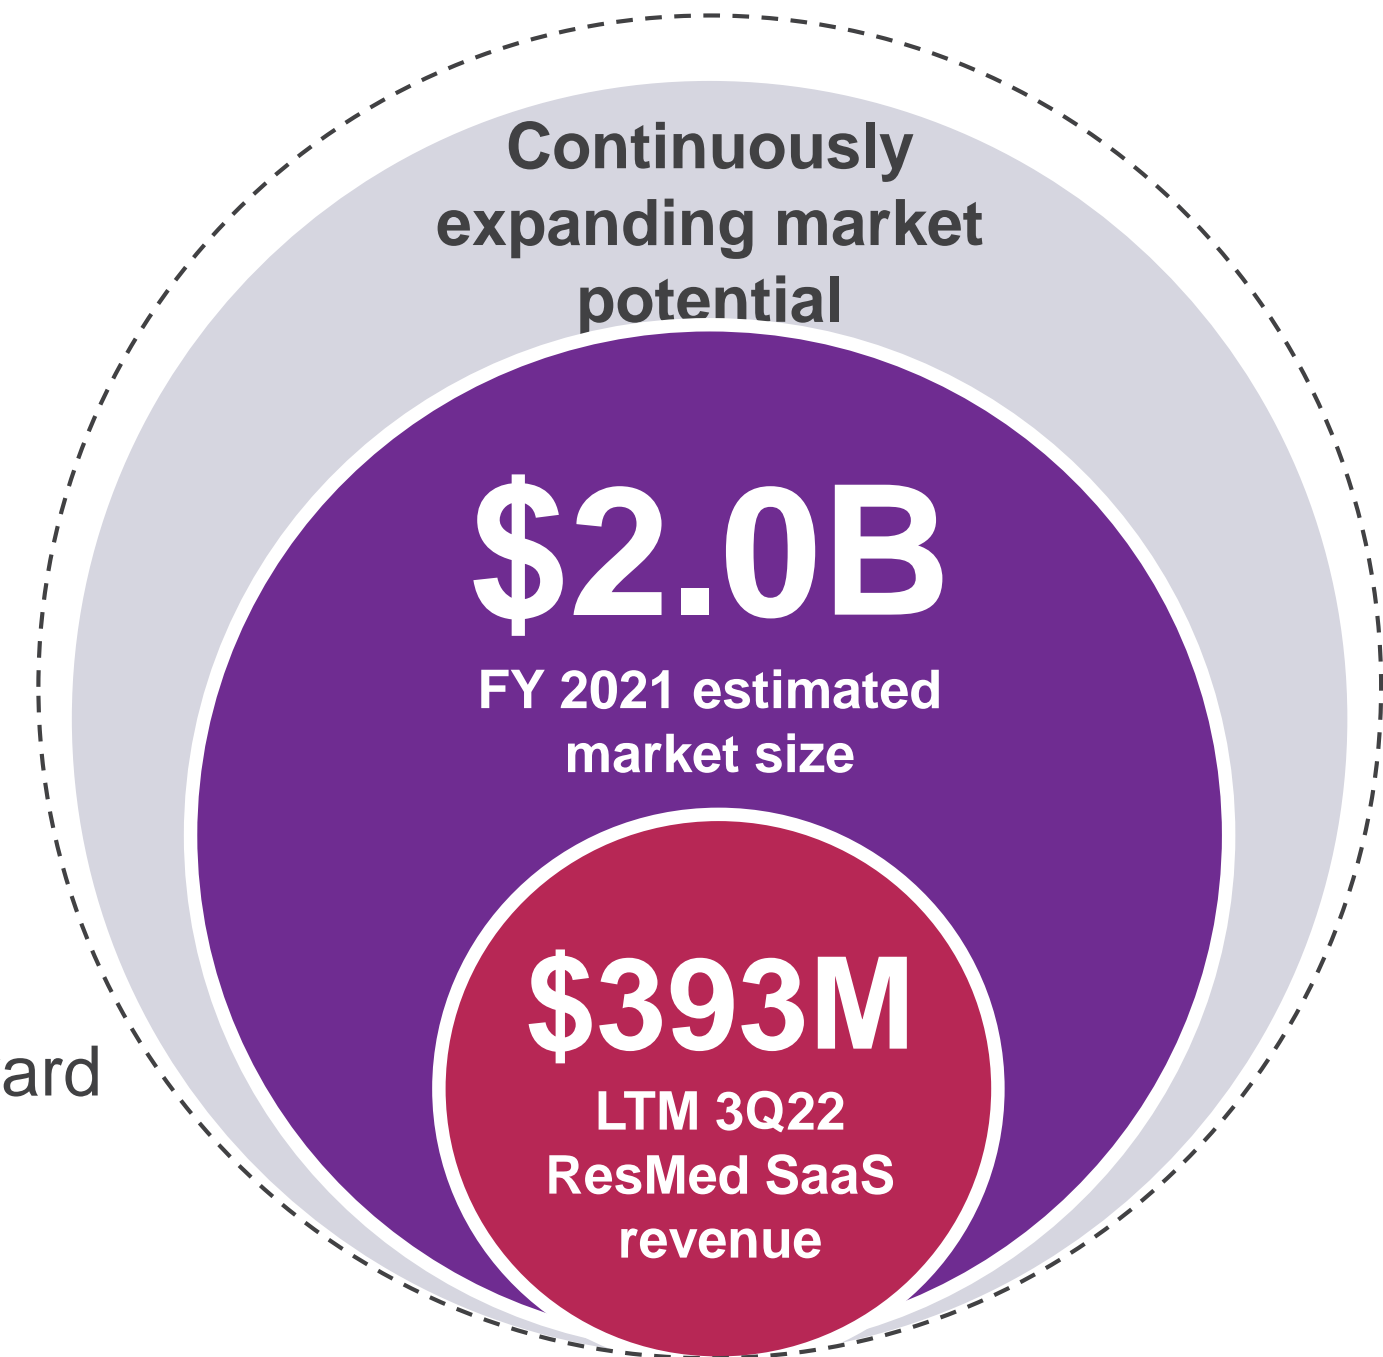 Continuously
expanding market
potential
$2.0B
FY 2021 estimated
market size
$393M
LTM 3Q22
ResMed SaaS
revenue
ard